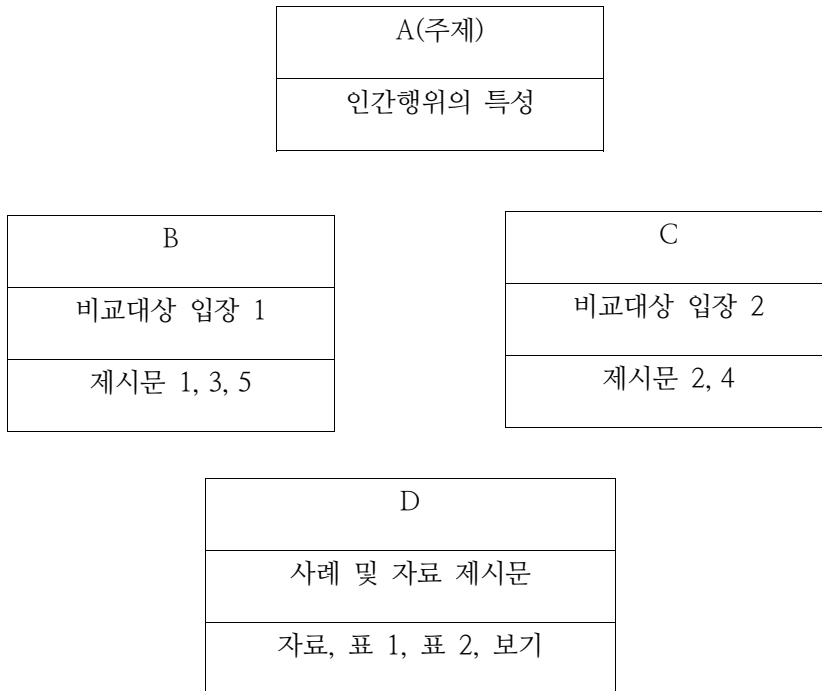 A(주제)
인간행위의 특성
B
비교대상 입장 1
제시문 1, 3, 5
C
비교대상 입장 2
제시문 2, 4
D
사례 및 자료 제시문
자료, 표 1, 표 2, 보기